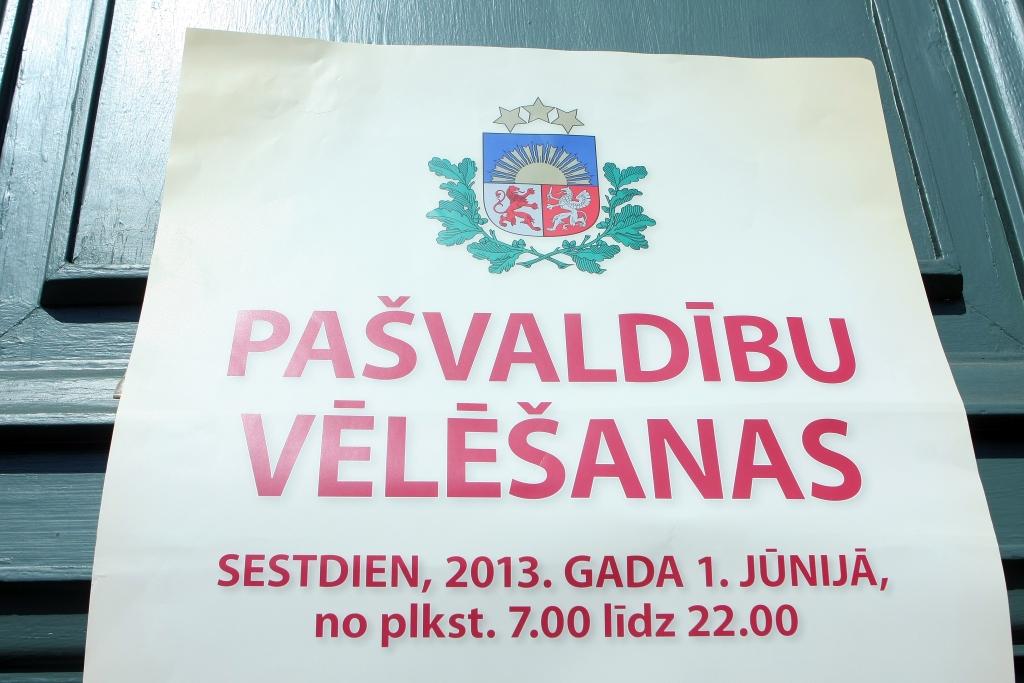 PAŠVALDĪBU
VĒLĒŠANAS
SESTDIEN, 2013. GADA 1. JŪNIJĀ,
no plkst. 7.00 līdz 22.00